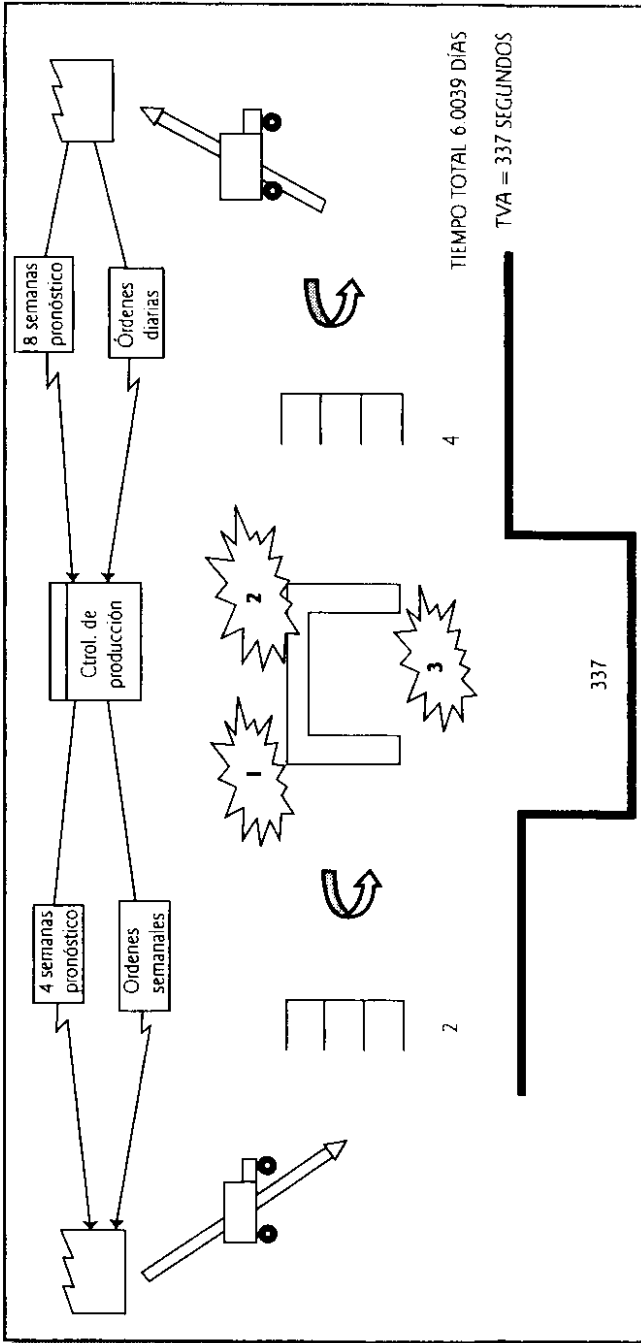 4 semanas
pronóstico
Ordenes
semanales
Ctrol. de
producción
8 semanas
pronóstico
Órdenes
diarias
1
2
3
2
4
337
TIEMPO TOTAL 6.0039 DÍAS
TVA = 337 SEGUNDOS